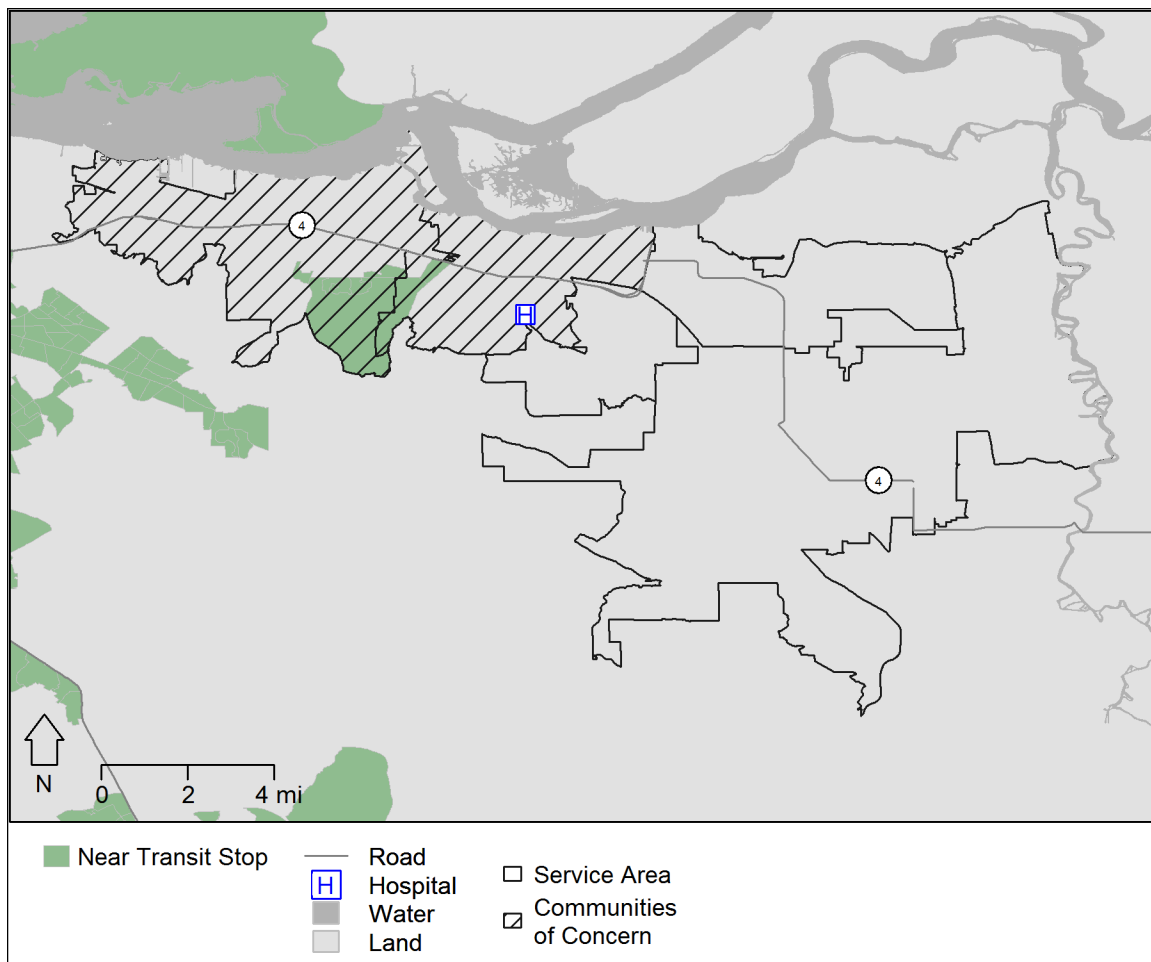 4
H
4
N
0 2 4 mi
Near Transit Stop
Road
H Hospital
Water
Land
Service Area
Communities
of Concern